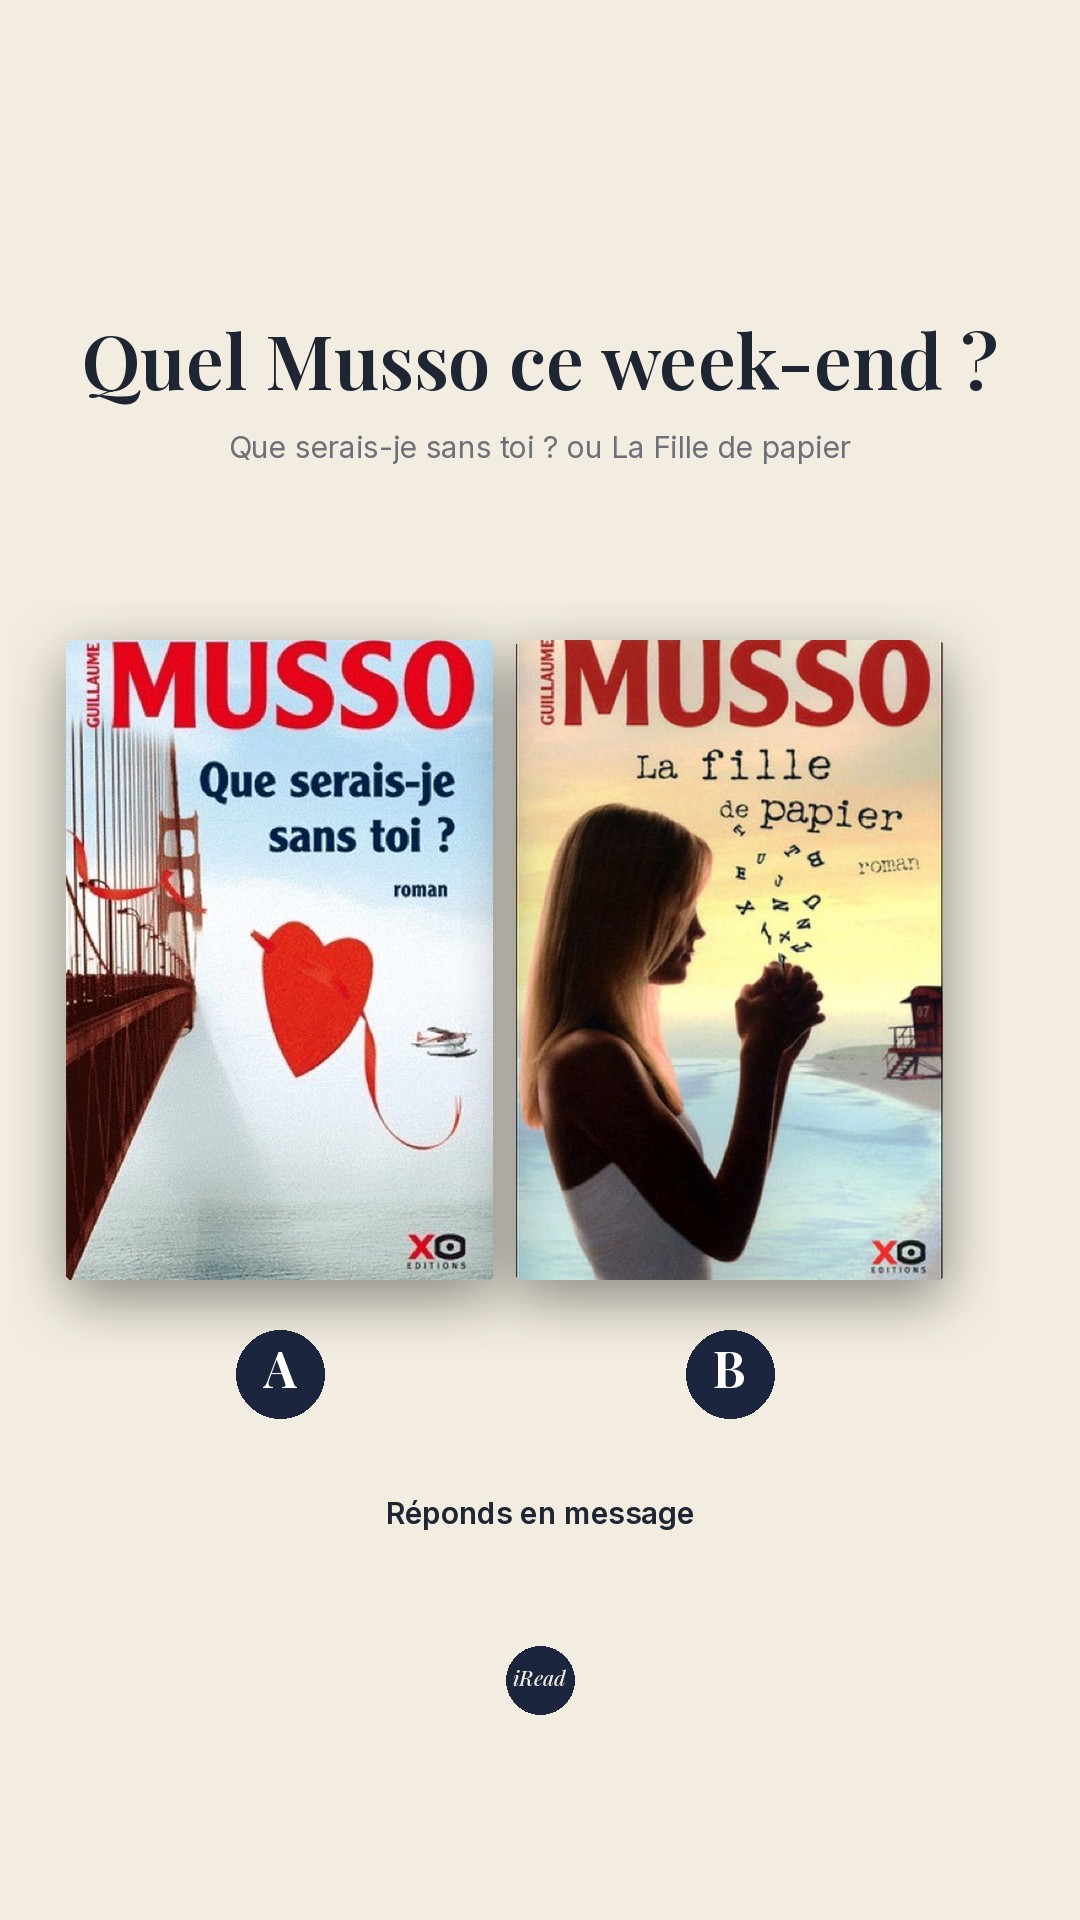 Quel Musso ce week-end ?
Que serais-je sans toi ? ou La Fille de papier
GUILLAUME
MUSSO
Que serais-je
sans toi ?
roman
XO
EDITIONS
GUILLAUME
MUSSO
La fille
de papier
roman
07
XO
EDITIONS
A
B
Réponds en message
iRead